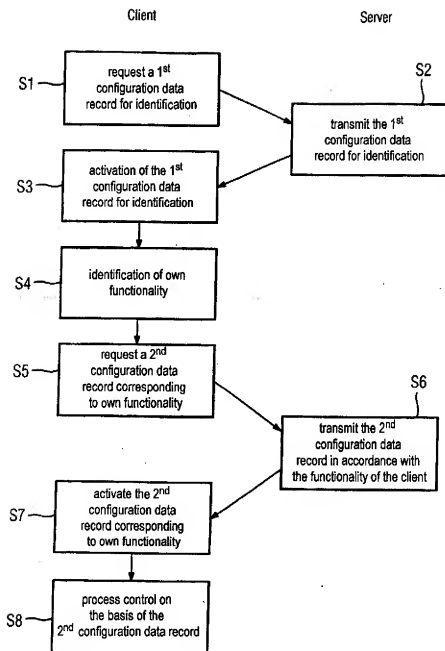 Client
Server
S1
request a 1st
configuration data
record for identification
S2
transmit the 1st
configuration data
record for identification
S3
activation of the 1st
configuration data
record for identification
S4
identification of own
functionality
S5
request a 2nd
configuration data
record corresponding
to own functionality
S6
transmit the 2nd
configuration data
record in accordance with
the functionality of the client
S7
activate the 2nd
configuration data
record corresponding
to own functionality
S8
process control on
the basis of the
2nd configuration data record